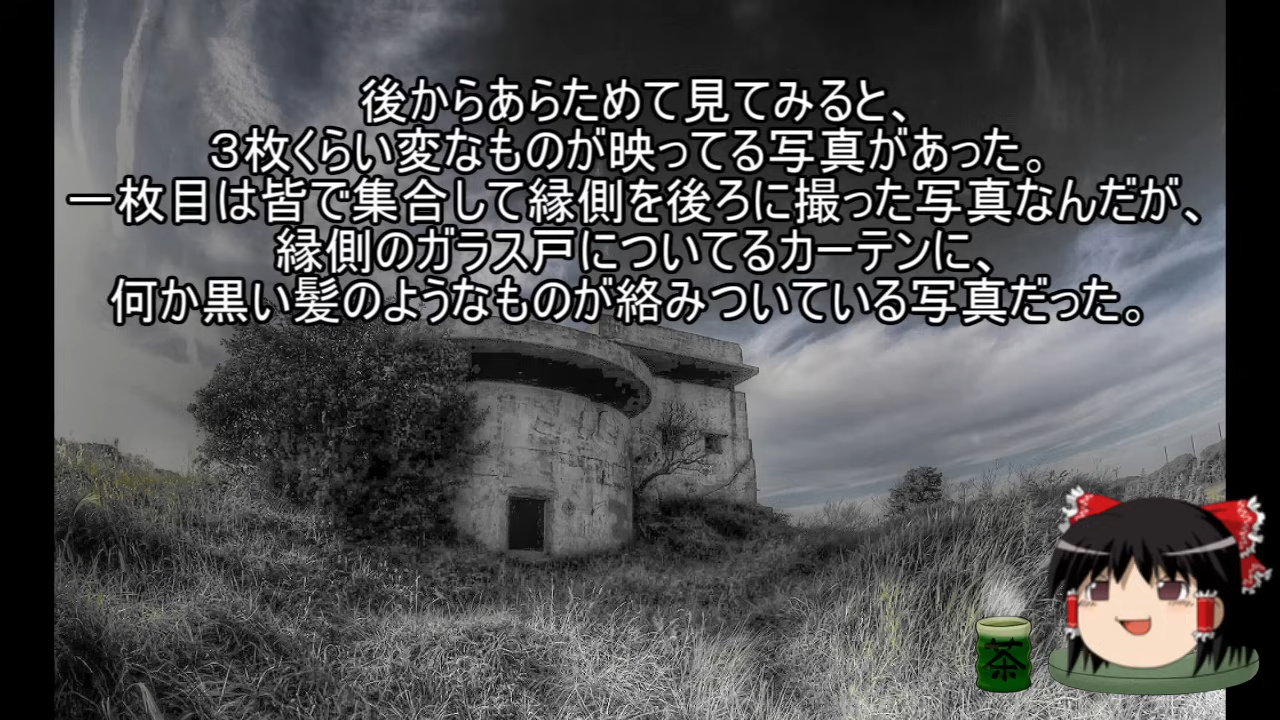 後からあらためて見てみると、
３枚くらい変なものが映ってる写真があった。
一枚目は皆で集合して縁側を後ろに撮った写真なんだが、
縁側のガラス戸についてるカーテンに、
何か黒い髪のようなものが絡みついている写真だった。
茶